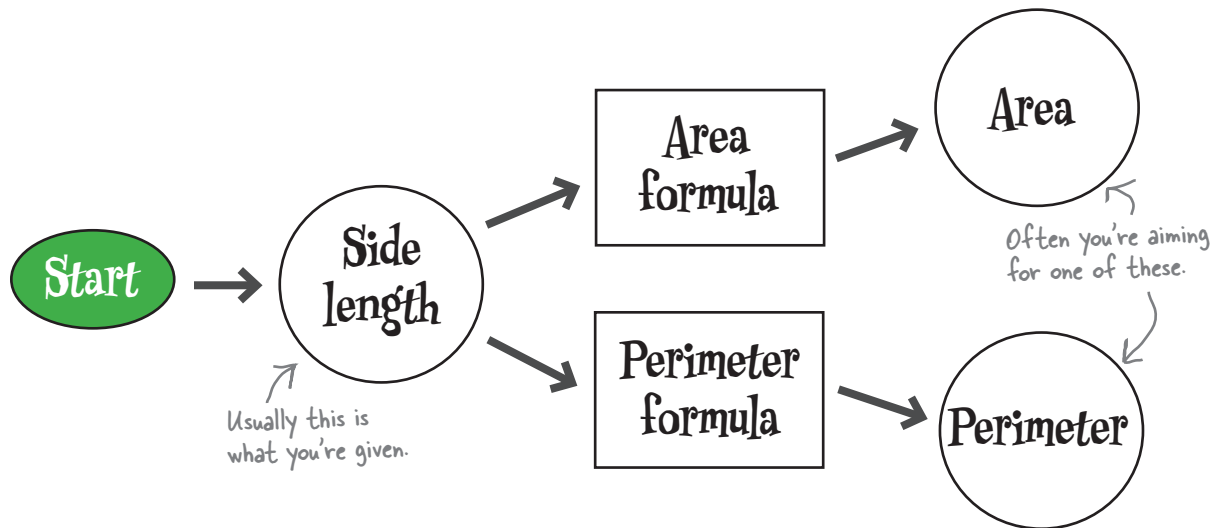 Start
Side
length
Usually this is
what you're given.
Area
formula
Perimeter
formula
Area
Often you're aiming
for one of these.
Perimeter